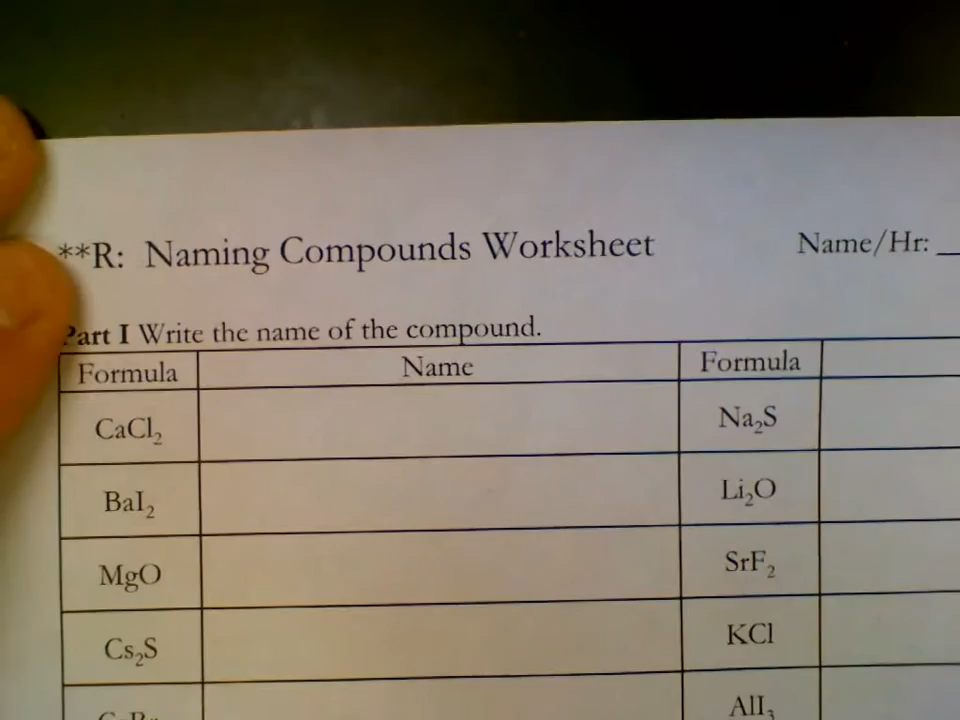 **R: Naming Compounds Worksheet Name/Hr:
Part I Write the name of the compound.
Formula Name Formula
CaCl₂ Na₂S
BaI₂ Li₂O
MgO SrF₂
Cs₂S KCl
AlI₃